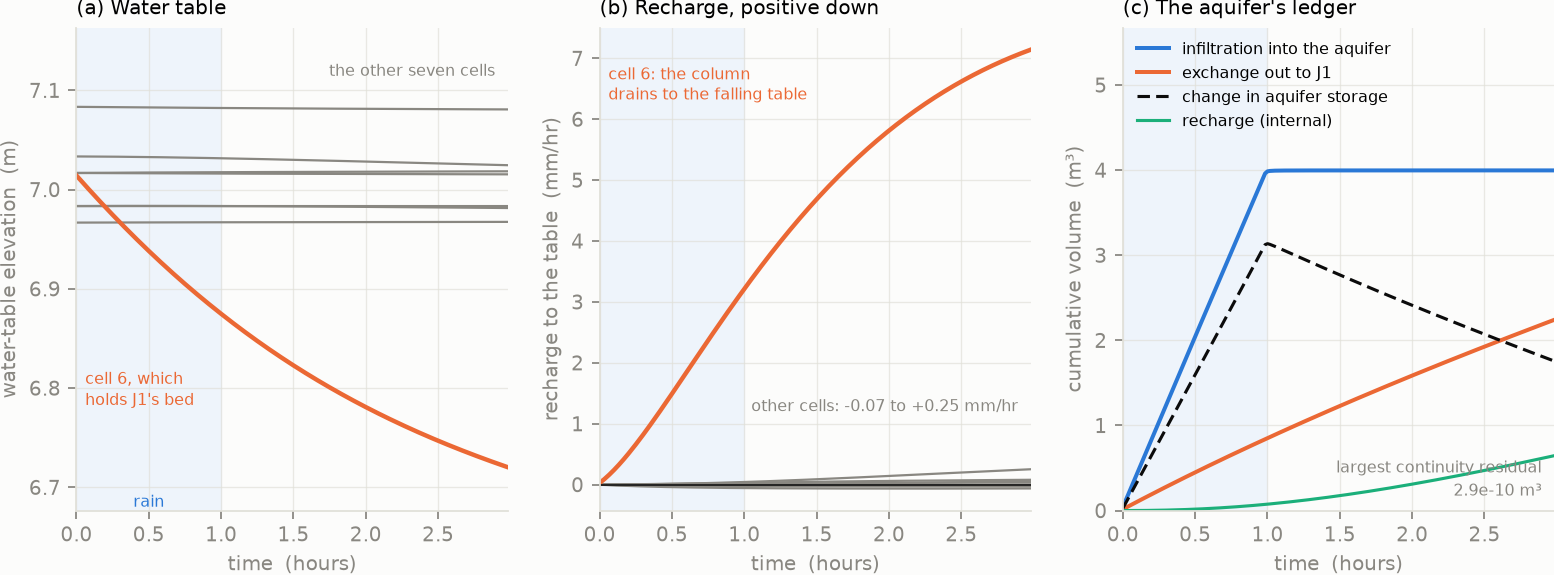 (a) Water table
water-table elevation (m)
7.1
7.0
6.9
6.8
6.7
the other seven cells
cell 6, which
holds J1's bed
rain
0.0 0.5 1.0 1.5 2.0 2.5
time (hours)
(b) Recharge, positive down
recharge to the table (mm/hr)
7
6
5
4
3
2
1
0
cell 6: the column
drains to the falling table
other cells: -0.07 to +0.25 mm/hr
0.0 0.5 1.0 1.5 2.0 2.5
time (hours)
(c) The aquifer's ledger
cumulative volume (m³)
5
4
3
2
1
0
infiltration into the aquifer
exchange out to J1
change in aquifer storage
recharge (internal)
largest continuity residual
2.9e-10 m³
0.0 0.5 1.0 1.5 2.0 2.5
time (hours)